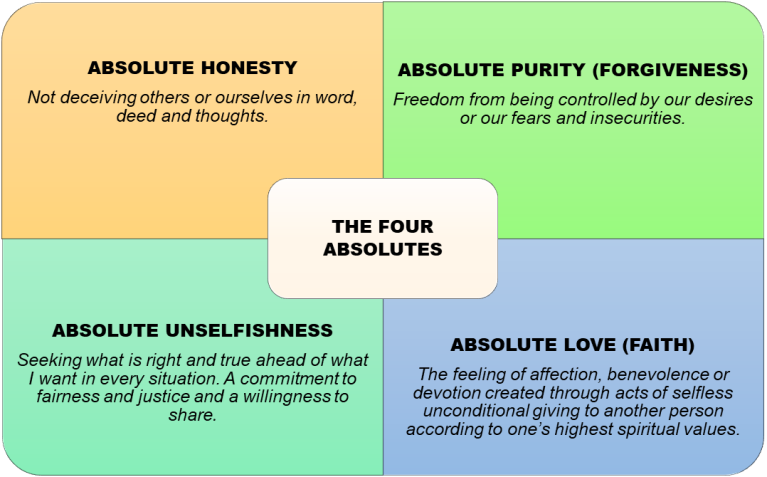 ABSOLUTE HONESTY
Not deceiving others or ourselves in word,
deed and thoughts.
ABSOLUTE PURITY (FORGIVENESS)
Freedom from being controlled by our desires
or our fears and insecurities.
THE FOUR
ABSOLUTES
ABSOLUTE UNSELFISHNESS
Seeking what is right and true ahead of what
I want in every situation. A commitment to
fairness and justice and a willingness to
share.
ABSOLUTE LOVE (FAITH)
The feeling of affection, benevolence or
devotion created through acts of selfless
unconditional giving to another person
according to one’s highest spiritual values.